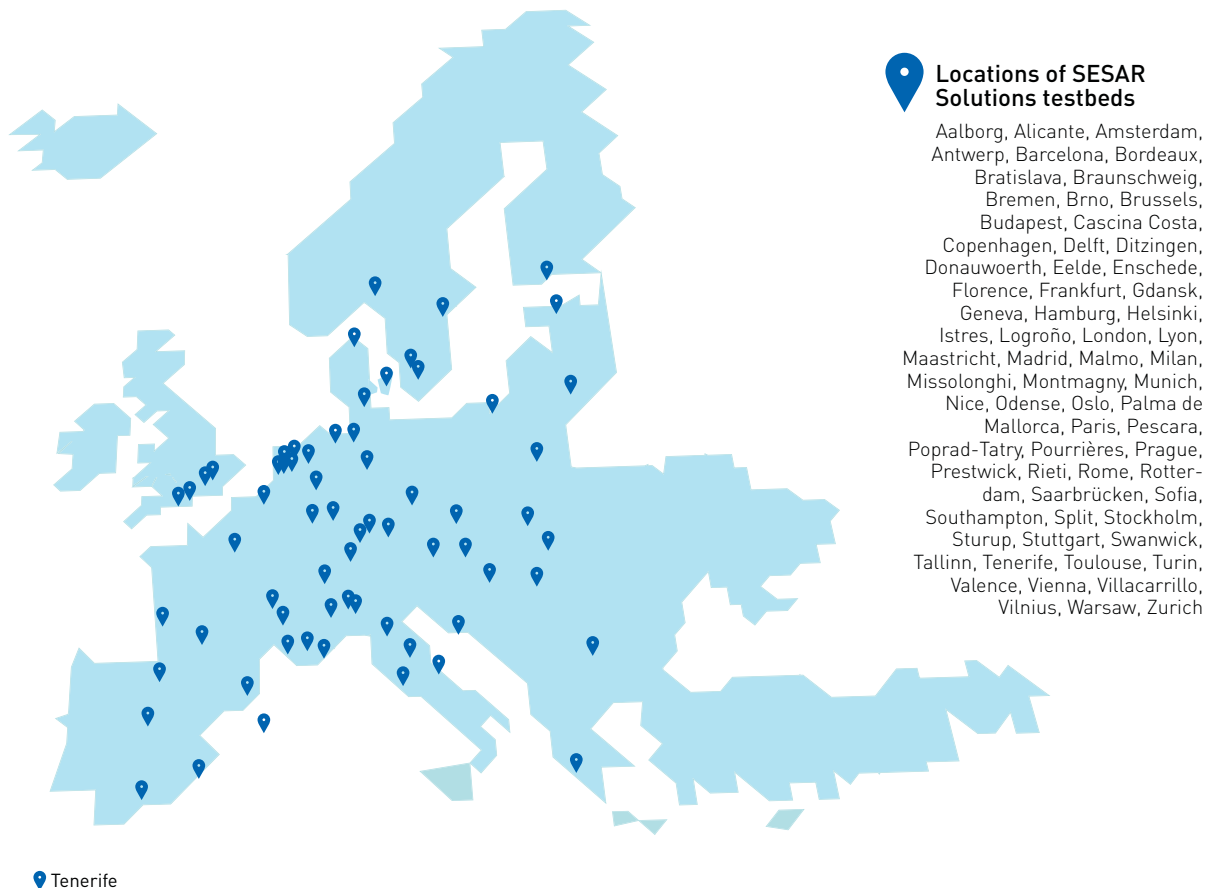 Locations of SESAR
Solutions testbeds
Aalborg, Alicante, Amsterdam,
Antwerp, Barcelona, Bordeaux,
Bratislava, Braunschweig,
Bremen, Brno, Brussels,
Budapest, Cascina Costa,
Copenhagen, Delft, Ditzingen,
Donauwoerth, Eelde, Enschede,
Florence, Frankfurt, Gdansk,
Geneva, Hamburg, Helsinki,
Istres, Logroño, London, Lyon,
Maastricht, Madrid, Malmo, Milan,
Missolonghi, Montmagny, Munich,
Nice, Odense, Oslo, Palma de
Mallorca, Paris, Pescara,
Poprad-Tatry, Pourrières, Prague,
Prestwick, Rieti, Rome, Rotter-
dam, Saarbrücken, Sofia,
Southampton, Split, Stockholm,
Sturup, Stuttgart, Swanwick,
Tallinn, Tenerife, Toulouse, Turin,
Valence, Vienna, Villacarrillo,
Vilnius, Warsaw, Zurich
Tenerife